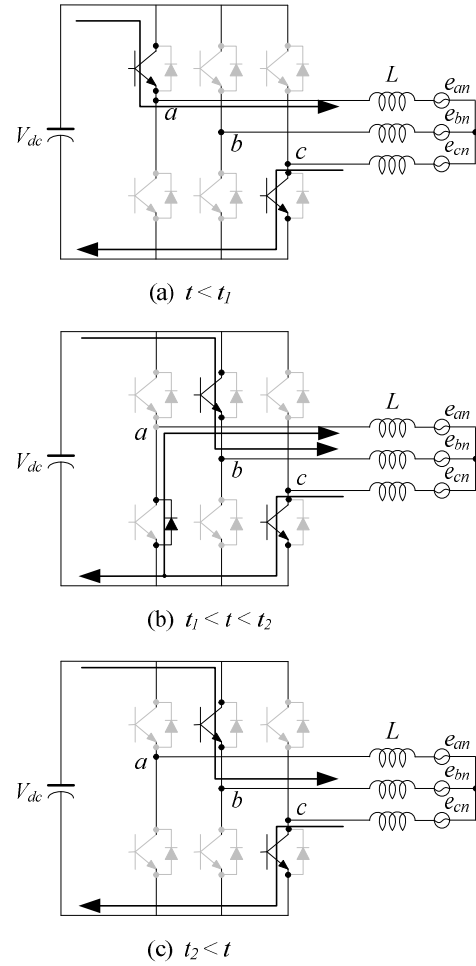 L
e_an
e_bn
e_cn
a
b
c
V_dc
(a) t < t_1
L
e_an
e_bn
e_cn
a
b
c
V_dc
(b) t_1 < t < t_2
L
e_an
e_bn
e_cn
a
b
c
V_dc
(c) t_2 < t